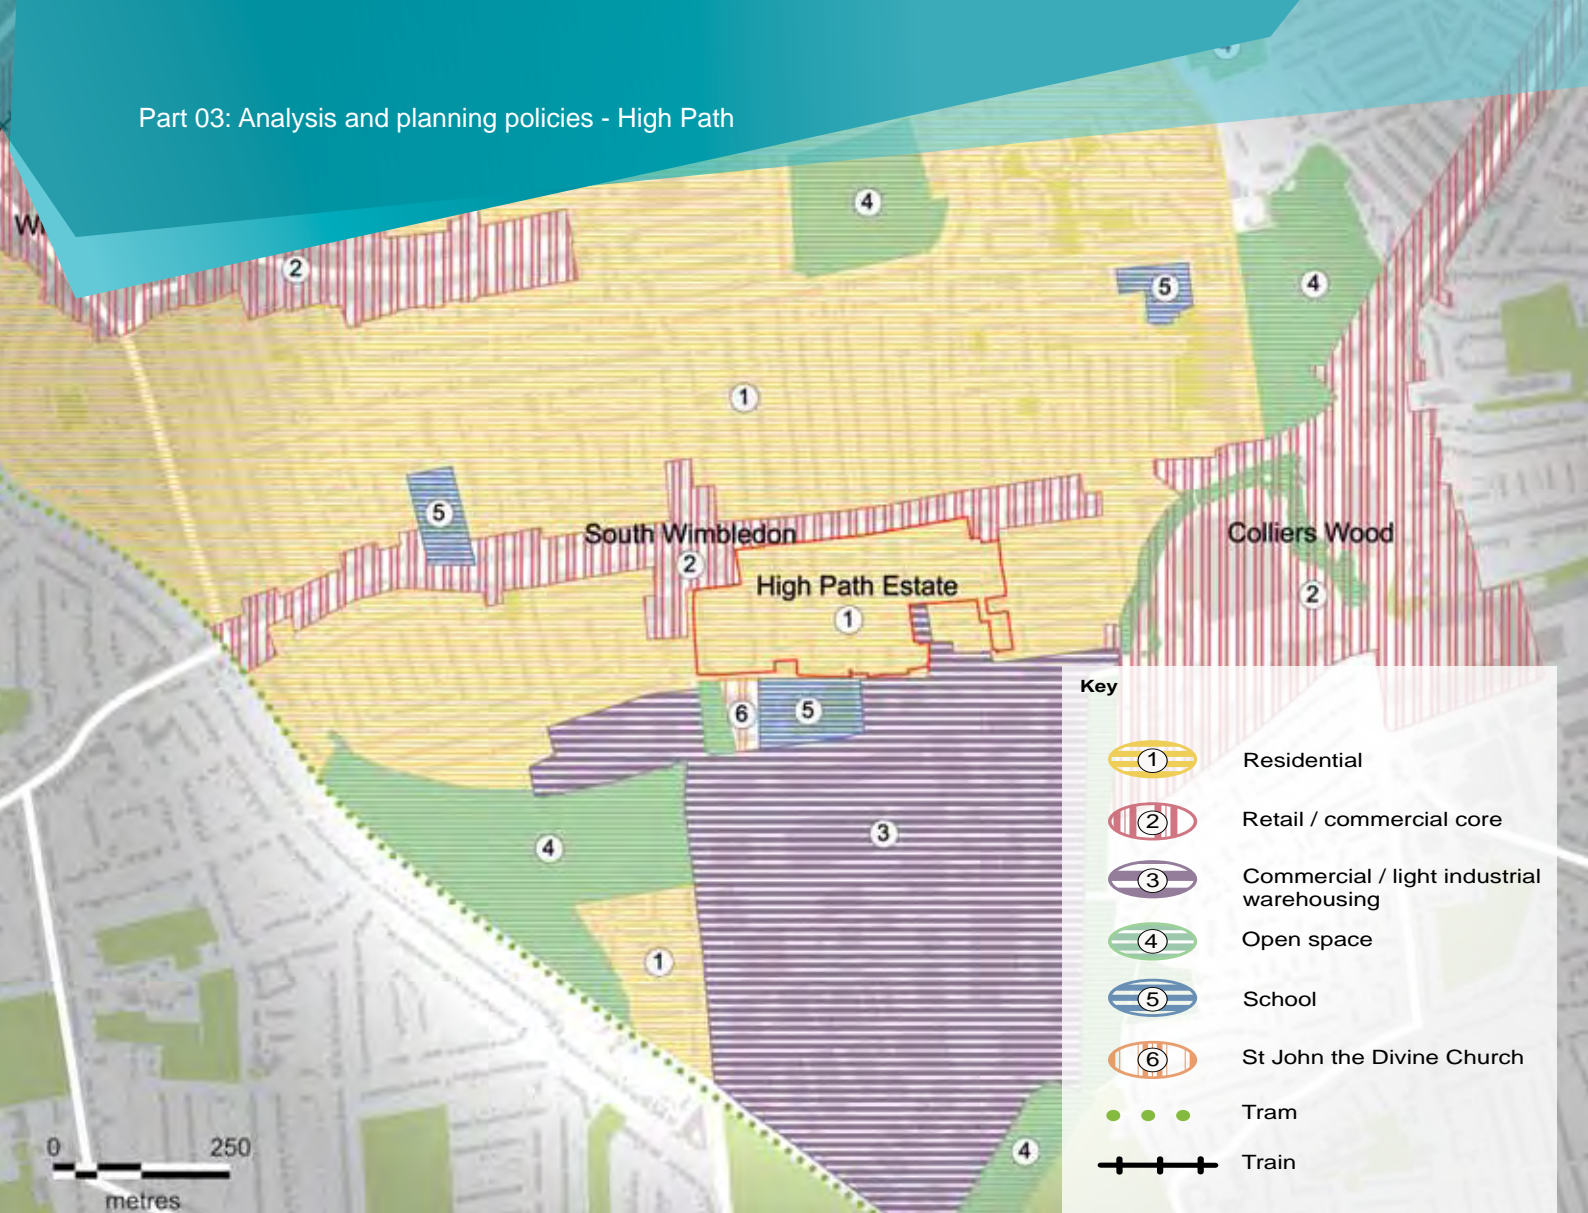 Part 03: Analysis and planning policies - High Path
4
4
2
4
5
1
5
South Wimbledon
2
High Path Estate
1
Colliers Wood
2
6
5
3
4
1
4
Key
1 Residential
2 Retail / commercial core
3 Commercial / light industrial
warehousing
4 Open space
5 School
6 St John the Divine Church
Tram
Train
0 250
metres